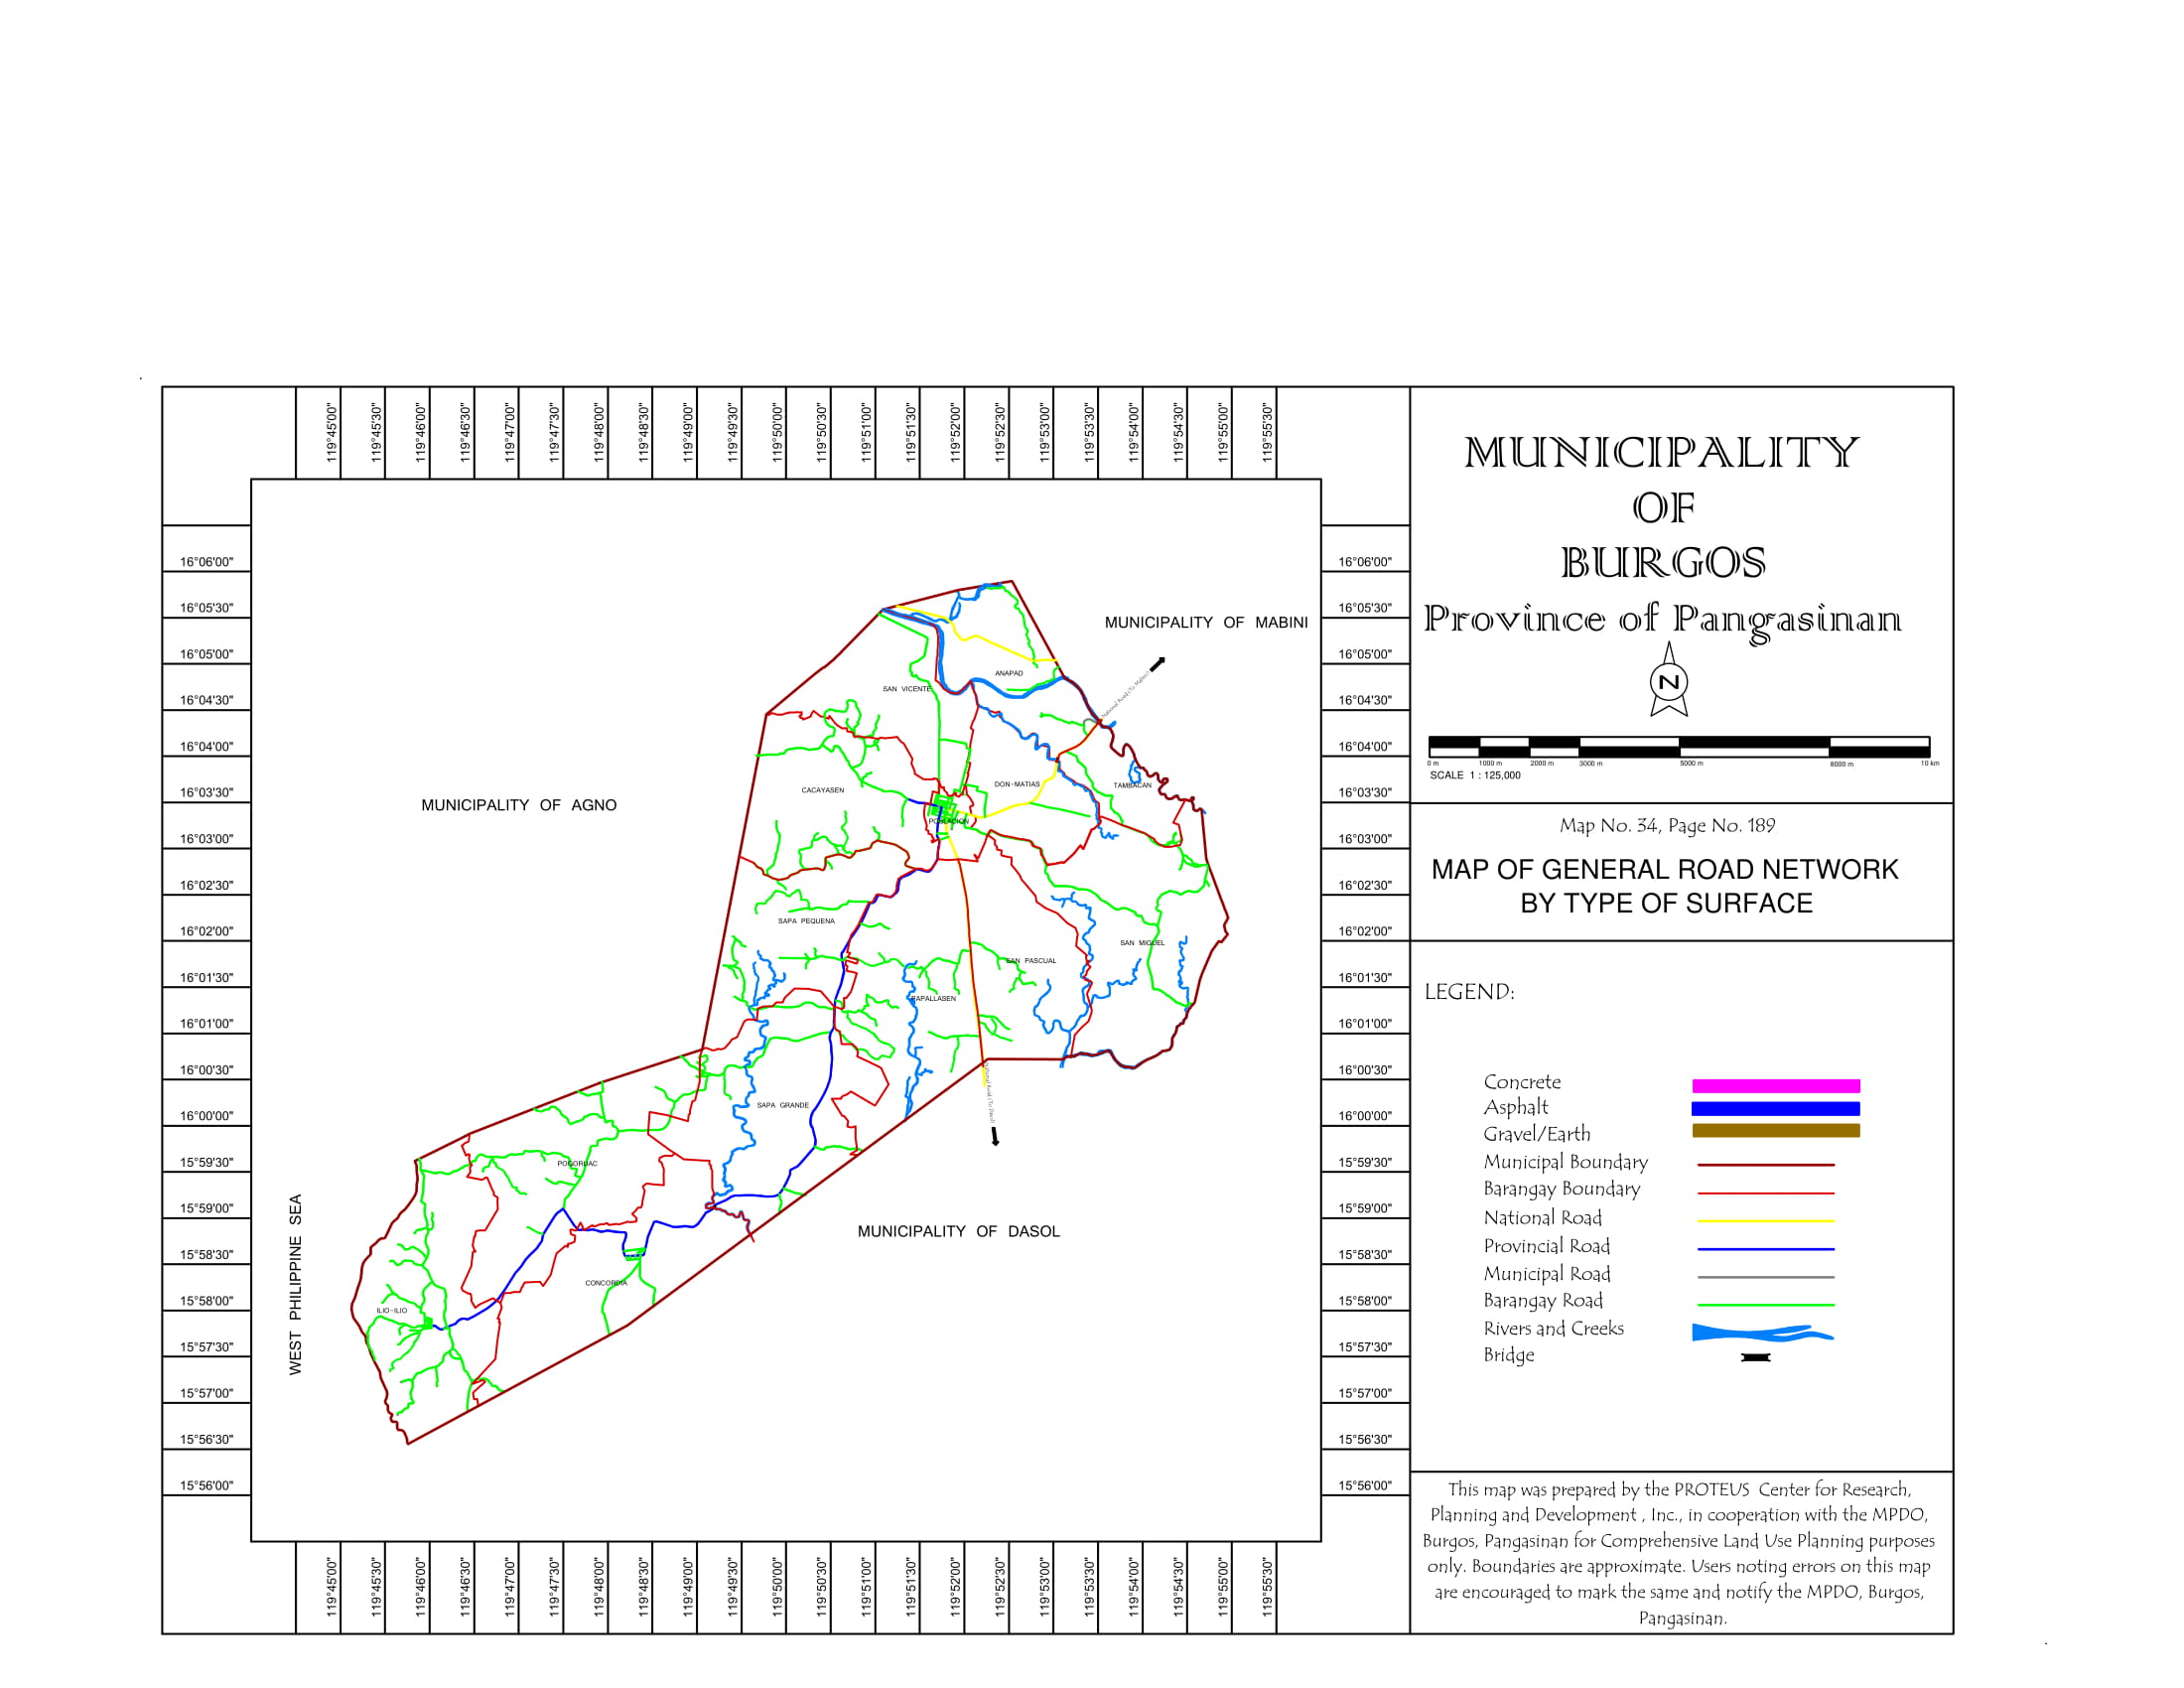 119°45'00" 119°45'30" 119°46'00" 119°46'30" 119°47'00" 119°47'30" 119°48'00" 119°48'30" 119°49'00" 119°49'30" 119°50'00" 119°50'30" 119°51'00" 119°51'30" 119°52'00" 119°52'30" 119°53'00" 119°53'30" 119°54'00" 119°54'30" 119°55'00" 119°55'30"
16°06'00" 16°06'00"
16°05'30" 16°05'30"
16°05'00" 16°05'00"
16°04'30" 16°04'30"
16°04'00" 16°04'00"
16°03'30" 16°03'30"
16°03'00" 16°03'00"
16°02'30" 16°02'30"
16°02'00" 16°02'00"
16°01'30" 16°01'30"
16°01'00" 16°01'00"
16°00'30" 16°00'30"
16°00'00" 16°00'00"
15°59'30" 15°59'30"
15°59'00" 15°59'00"
15°58'30" 15°58'30"
15°58'00" 15°58'00"
15°57'30" 15°57'30"
15°57'00" 15°57'00"
15°56'30" 15°56'30"
15°56'00" 15°56'00"
MUNICIPALITY OF MABINI
National Road (To Mabini)
ANAPAD
SAN VICENTE
CACAYASEN
DON-MATIAS
TAMBACAN
MUNICIPALITY OF AGNO
POBLACION
SAPA PEQUENA
SAN MIGUEL
SAN PASCUAL
PAPALLASEN
National Road (To Dasol)
SAPA GRANDE
POGORUAC
MUNICIPALITY OF DASOL
WEST PHILIPPINE SEA
CONCORDIA
ILIO-ILIO
119°45'00" 119°45'30" 119°46'00" 119°46'30" 119°47'00" 119°47'30" 119°48'00" 119°48'30" 119°49'00" 119°49'30" 119°50'00" 119°50'30" 119°51'00" 119°51'30" 119°52'00" 119°52'30" 119°53'00" 119°53'30" 119°54'00" 119°54'30" 119°55'00" 119°55'30"
MUNICIPALITY
OF
BURGOS
Province of Pangasinan
N
0 m 1000 m 2000 m 3000 m 5000 m 8000 m 10 km
SCALE 1 : 125,000
Map No. 34, Page No. 189
MAP OF GENERAL ROAD NETWORK
BY TYPE OF SURFACE
LEGEND:
Concrete
Asphalt
Gravel/Earth
Municipal Boundary
Barangay Boundary
National Road
Provincial Road
Municipal Road
Barangay Road
Rivers and Creeks
Bridge
This map was prepared by the PROTEUS Center for Research,
Planning and Development , Inc., in cooperation with the MPDO,
Burgos, Pangasinan for Comprehensive Land Use Planning purposes
only. Boundaries are approximate. Users noting errors on this map
are encouraged to mark the same and notify the MPDO, Burgos,
Pangasinan.